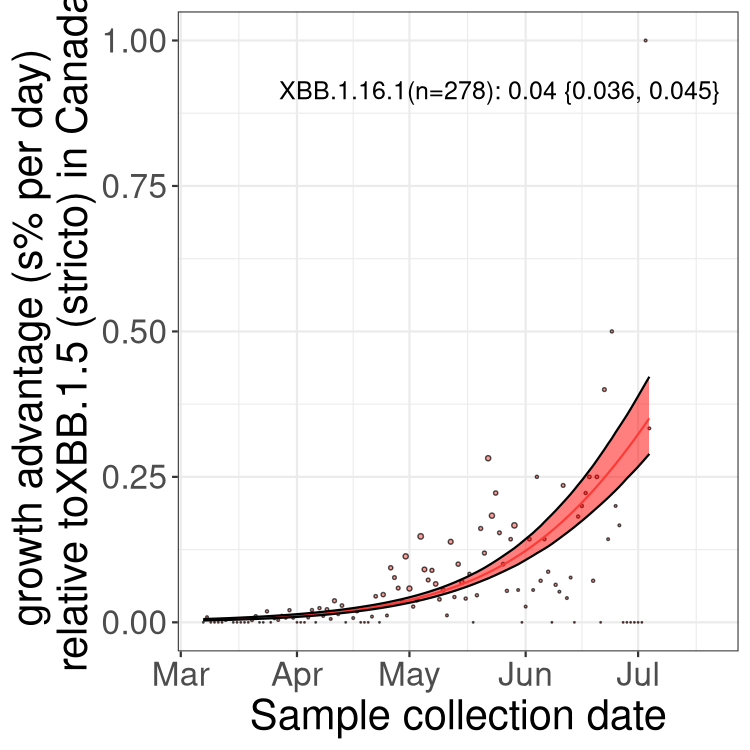 growth advantage (s% per day)
relative toXBB.1.5 (stricto) in Canada
1.00
XBB.1.16.1(n=278): 0.04 {0.036, 0.045}
0.75
0.50
0.25
0.00
Mar Apr May Jun Jul
Sample collection date